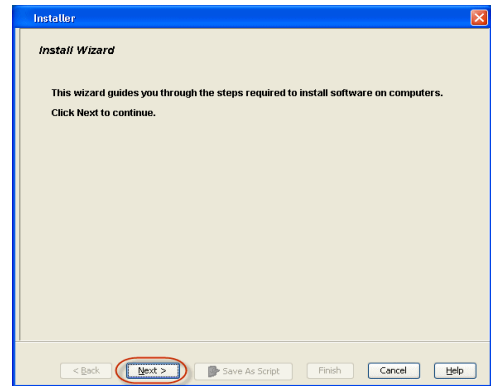 Installer
Install Wizard
This wizard guides you through the steps required to install software on computers.
Click Next to continue.
< Back Next > Save As Script Finish Cancel Help